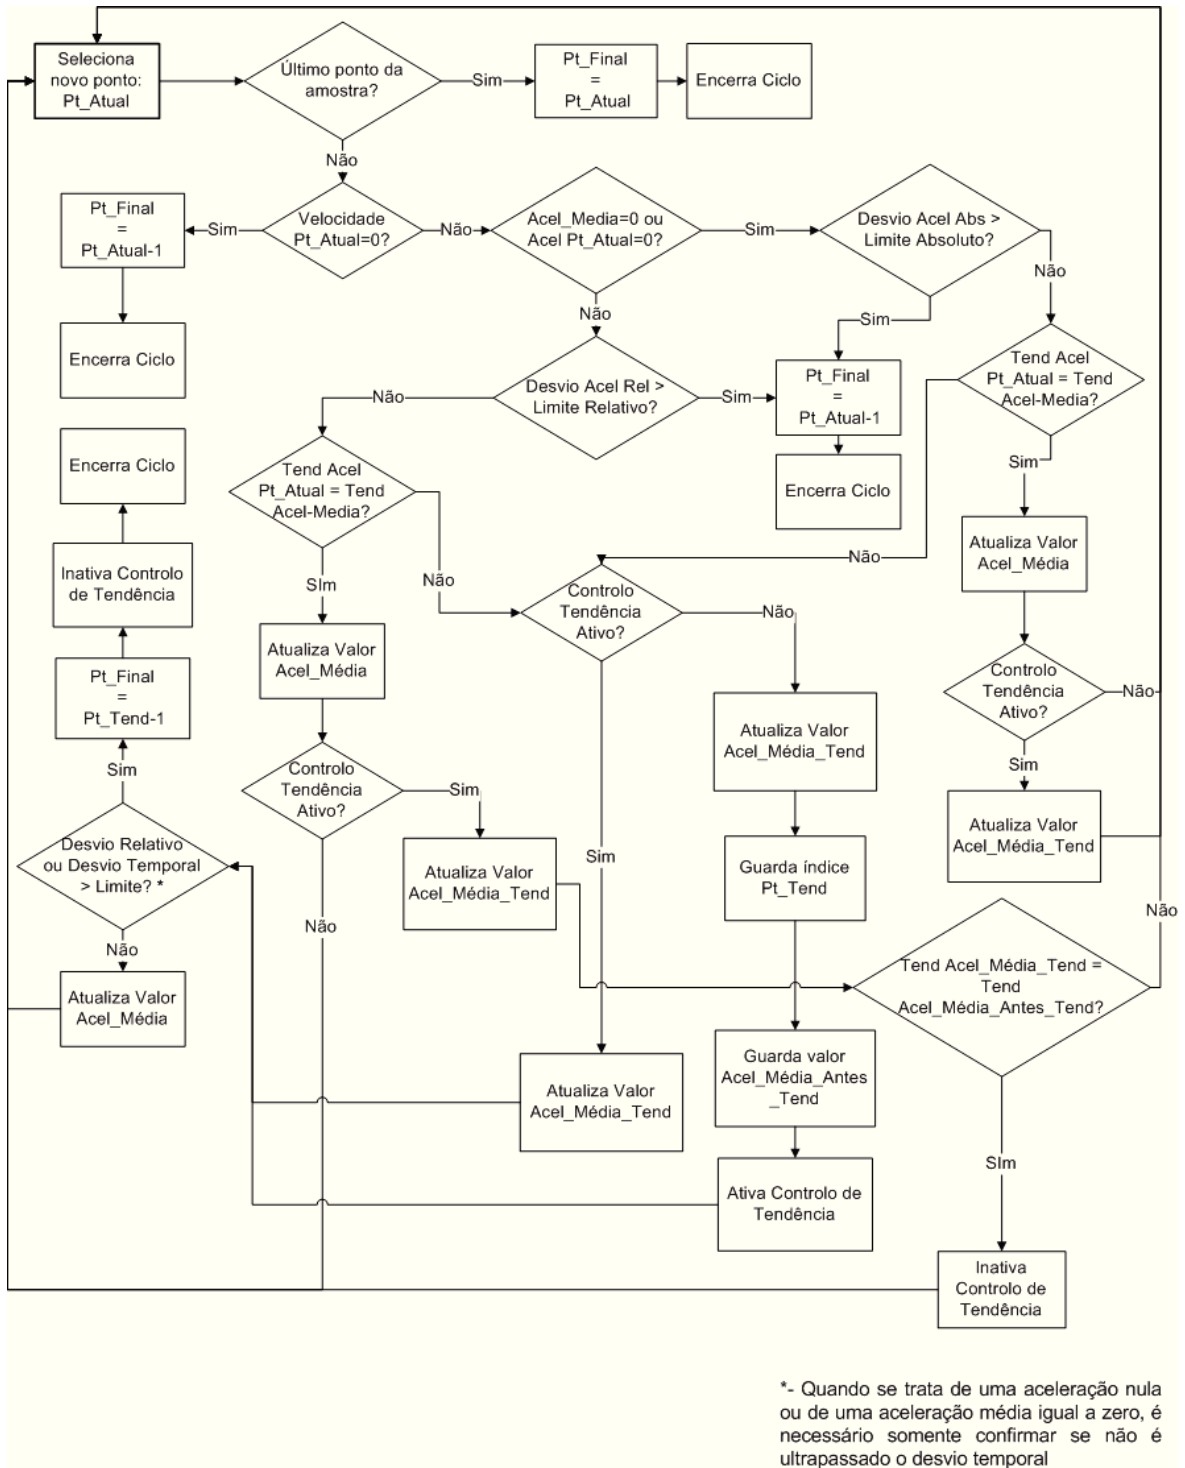 Seleciona
novo ponto:
Pt_Atual
Último ponto da
amostra?
Sim
Pt_Final
=
Pt_Atual
Encerra Ciclo
Não
Pt_Final
=
Pt_Atual-1
Sim
Velocidade
Pt_Atual=0?
Não
Acel_Media=0 ou
Acel Pt_Atual=0?
Sim
Desvio Acel Abs >
Limite Absoluto?
Não
Encerra Ciclo
Não
Sim
Desvio Acel Rel >
Limite Relativo?
Não
Sim
Pt_Final
=
Pt_Atual-1
Encerra Ciclo
Tend Acel
Pt_Atual = Tend
Acel-Media?
Sim
Não
Encerra Ciclo
Tend Acel
Pt_Atual = Tend
Acel-Media?
SIm
Não
Atualiza Valor
Acel_Média
Inativa Controlo
de Tendência
Controlo
Tendência
Ativo?
Não
Sim
Atualiza Valor
Acel_Média
Controlo
Tendência
Ativo?
Não
Sim
Pt_Final
=
Pt_Tend-1
Sim
Controlo
Tendência
Ativo?
Sim
Não
Atualiza Valor
Acel_Média_Tend
Atualiza Valor
Acel_Média_Tend
Desvio Relativo
ou Desvio Temporal
> Limite? *
Não
Atualiza Valor
Acel_Média_Tend
Guarda índice
Pt_Tend
Não
Atualiza Valor
Acel_Média
Tend Acel_Média_Tend =
Tend
Acel_Média_Antes_Tend?
SIm
Atualiza Valor
Acel_Média_Tend
Guarda valor
Acel_Média_Antes
_Tend
Ativa Controlo de
Tendência
Inativa
Controlo de
Tendência
*- Quando se trata de uma aceleração nula
ou de uma aceleração média igual a zero, é
necessário somente confirmar se não é
ultrapassado o desvio temporal